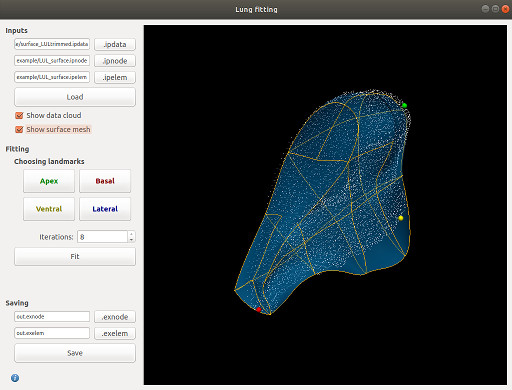 Lung fitting
Inputs
e/surface_LULtrimmed.ipdata .ipdata
example/LUL_surface.ipnode .ipnode
example/LUL_surface.ipelem .ipelem
Load
Show data cloud
Show surface mesh
Fitting
Choosing landmarks
Apex Basal
Ventral Lateral
Iterations: 8
Fit
Saving
out.exnode .exnode
out.exelem .exelem
Save